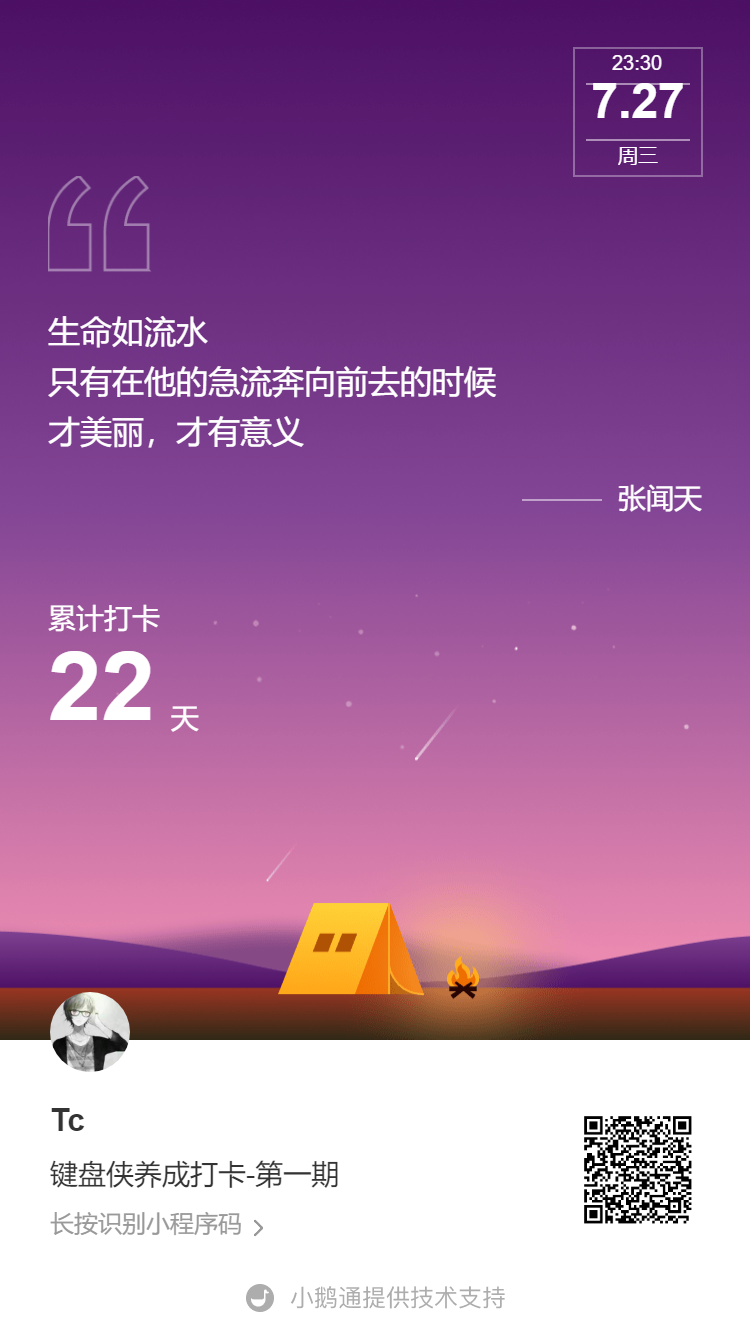 23:30
7.27
周三
生命如流水
只有在他的急流奔向前去的时候
才美丽，才有意义
张闻天
累计打卡
22 天
Tc
键盘侠养成打卡-第一期
长按识别小程序码
小鹅通提供技术支持